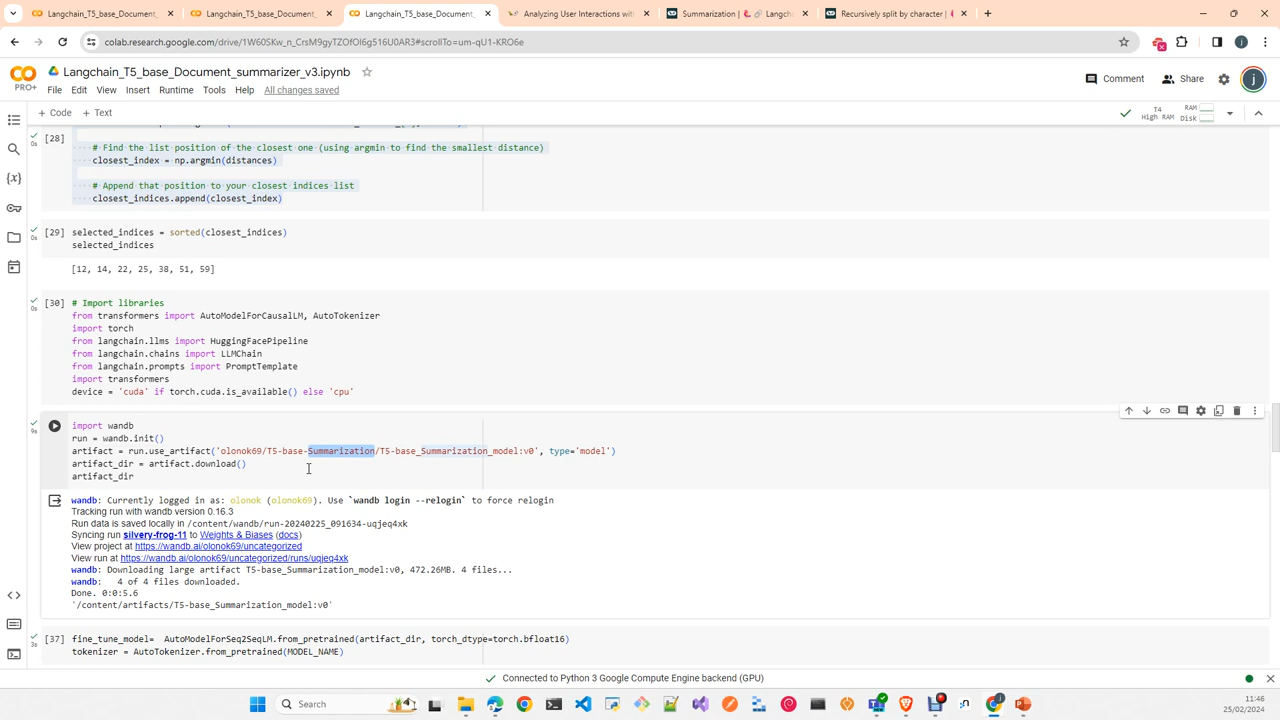 Langchain_T5_base_Document_
Langchain_T5_base_Document_
Langchain_T5_base_Document_
Analyzing User Interactions with
Summarization | Langcha
Recursively split by character |
colab.research.google.com/drive/1W60SKw_n_CrsM9gyTZOfOl6g516U0AR3#scrollTo=um-qU1-KRO6e
Langchain_T5_base_Document_summarizer_v3.ipynb
PRO+
File Edit View Insert Runtime Tools Help All changes saved
Comment
Share
j
+ Code + Text
T4
High RAM
RAM
Disk
[28]
0s
# Find the list position of the closest one (using argmin to find the smallest distance)
closest_index = np.argmin(distances)
# Append that position to your closest indices list
closest_indices.append(closest_index)
[29] selected_indices = sorted(closest_indices)
0s
selected_indices
[12, 14, 22, 25, 38, 51, 59]
[30] # Import libraries
0s
from transformers import AutoModelForCausalLM, AutoTokenizer
import torch
from langchain.llms import HuggingFacePipeline
from langchain.chains import LLMChain
from langchain.prompts import PromptTemplate
import transformers
device = 'cuda' if torch.cuda.is_available() else 'cpu'
9s
import wandb
run = wandb.init()
artifact = run.use_artifact('olonok69/T5-base-Summarization/T5-base_Summarization_model:v0', type='model')
artifact_dir = artifact.download()
artifact_dir
wandb: Currently logged in as: olonok (olonok69). Use `wandb login --relogin` to force relogin
Tracking run with wandb version 0.16.3
Run data is saved locally in /content/wandb/run-20240225_091634-uqjeq4xk
Syncing run silvery-frog-11 to Weights & Biases (docs)
View project at https://wandb.ai/olonok69/uncategorized
View run at https://wandb.ai/olonok69/uncategorized/runs/uqjeq4xk
wandb: Downloading large artifact T5-base_Summarization_model:v0, 472.26MB. 4 files...
wandb: 4 of 4 files downloaded.
Done. 0:0:5.6
'/content/artifacts/T5-base_Summarization_model:v0'
[37] fine_tune_model= AutoModelForSeq2SeqLM.from_pretrained(artifact_dir, torch_dtype=torch.bfloat16)
3s
tokenizer = AutoTokenizer.from_pretrained(MODEL_NAME)
Connected to Python 3 Google Compute Engine backend (GPU)
Search
11:46
25/02/2024